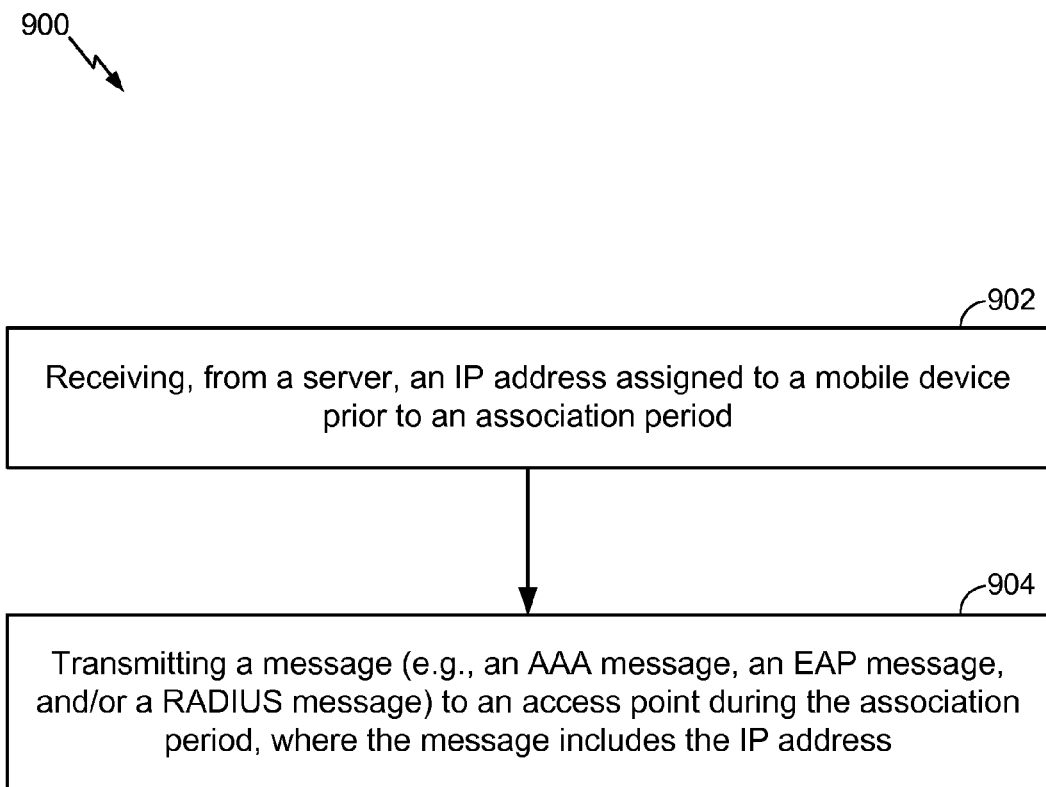 900
902
Receiving, from a server, an IP address assigned to a mobile device
prior to an association period
904
Transmitting a message (e.g., an AAA message, an EAP message,
and/or a RADIUS message) to an access point during the association
period, where the message includes the IP address